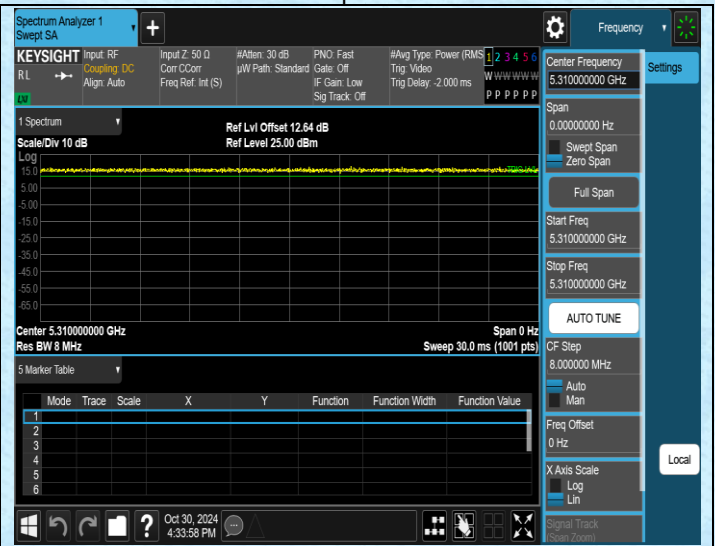 Spectrum Analyzer 1
Swept SA
Frequency
KEYSIGHT
RL
LXI
Input: RF
Coupling: DC
Align: Auto
Input Z: 50 Ω
Corr CCorr
Freq Ref: Int (S)
#Atten: 30 dB
µW Path: Standard
PNO: Fast
Gate: Off
IF Gain: Low
Sig Track: Off
#Avg Type: Power (RMS
Trig: Video
Trig Delay: -2.000 ms
1 2 3 4 5 6
W W W W W W
P P P P P P
1 Spectrum
Scale/Div 10 dB
Ref Lvl Offset 12.64 dB
Ref Level 25.00 dBm
Log
15.0
5.00
-5.00
-15.0
-25.0
-35.0
-45.0
-55.0
-65.0
Center 5.310000000 GHz
Res BW 8 MHz
Span 0 Hz
Sweep 30.0 ms (1001 pts)
5 Marker Table
Mode Trace Scale X Y Function Function Width Function Value
1
2
3
4
5
6
Center Frequency
5.310000000 GHz
Settings
Span
0.00000000 Hz
Swept Span
Zero Span
Full Span
Start Freq
5.310000000 GHz
Stop Freq
5.310000000 GHz
AUTO TUNE
CF Step
8.000000 MHz
Auto
Man
Freq Offset
0 Hz
X Axis Scale
Log
Lin
Signal Track
(Span Zoom)
Local
?
Oct 30, 2024
4:33:58 PM